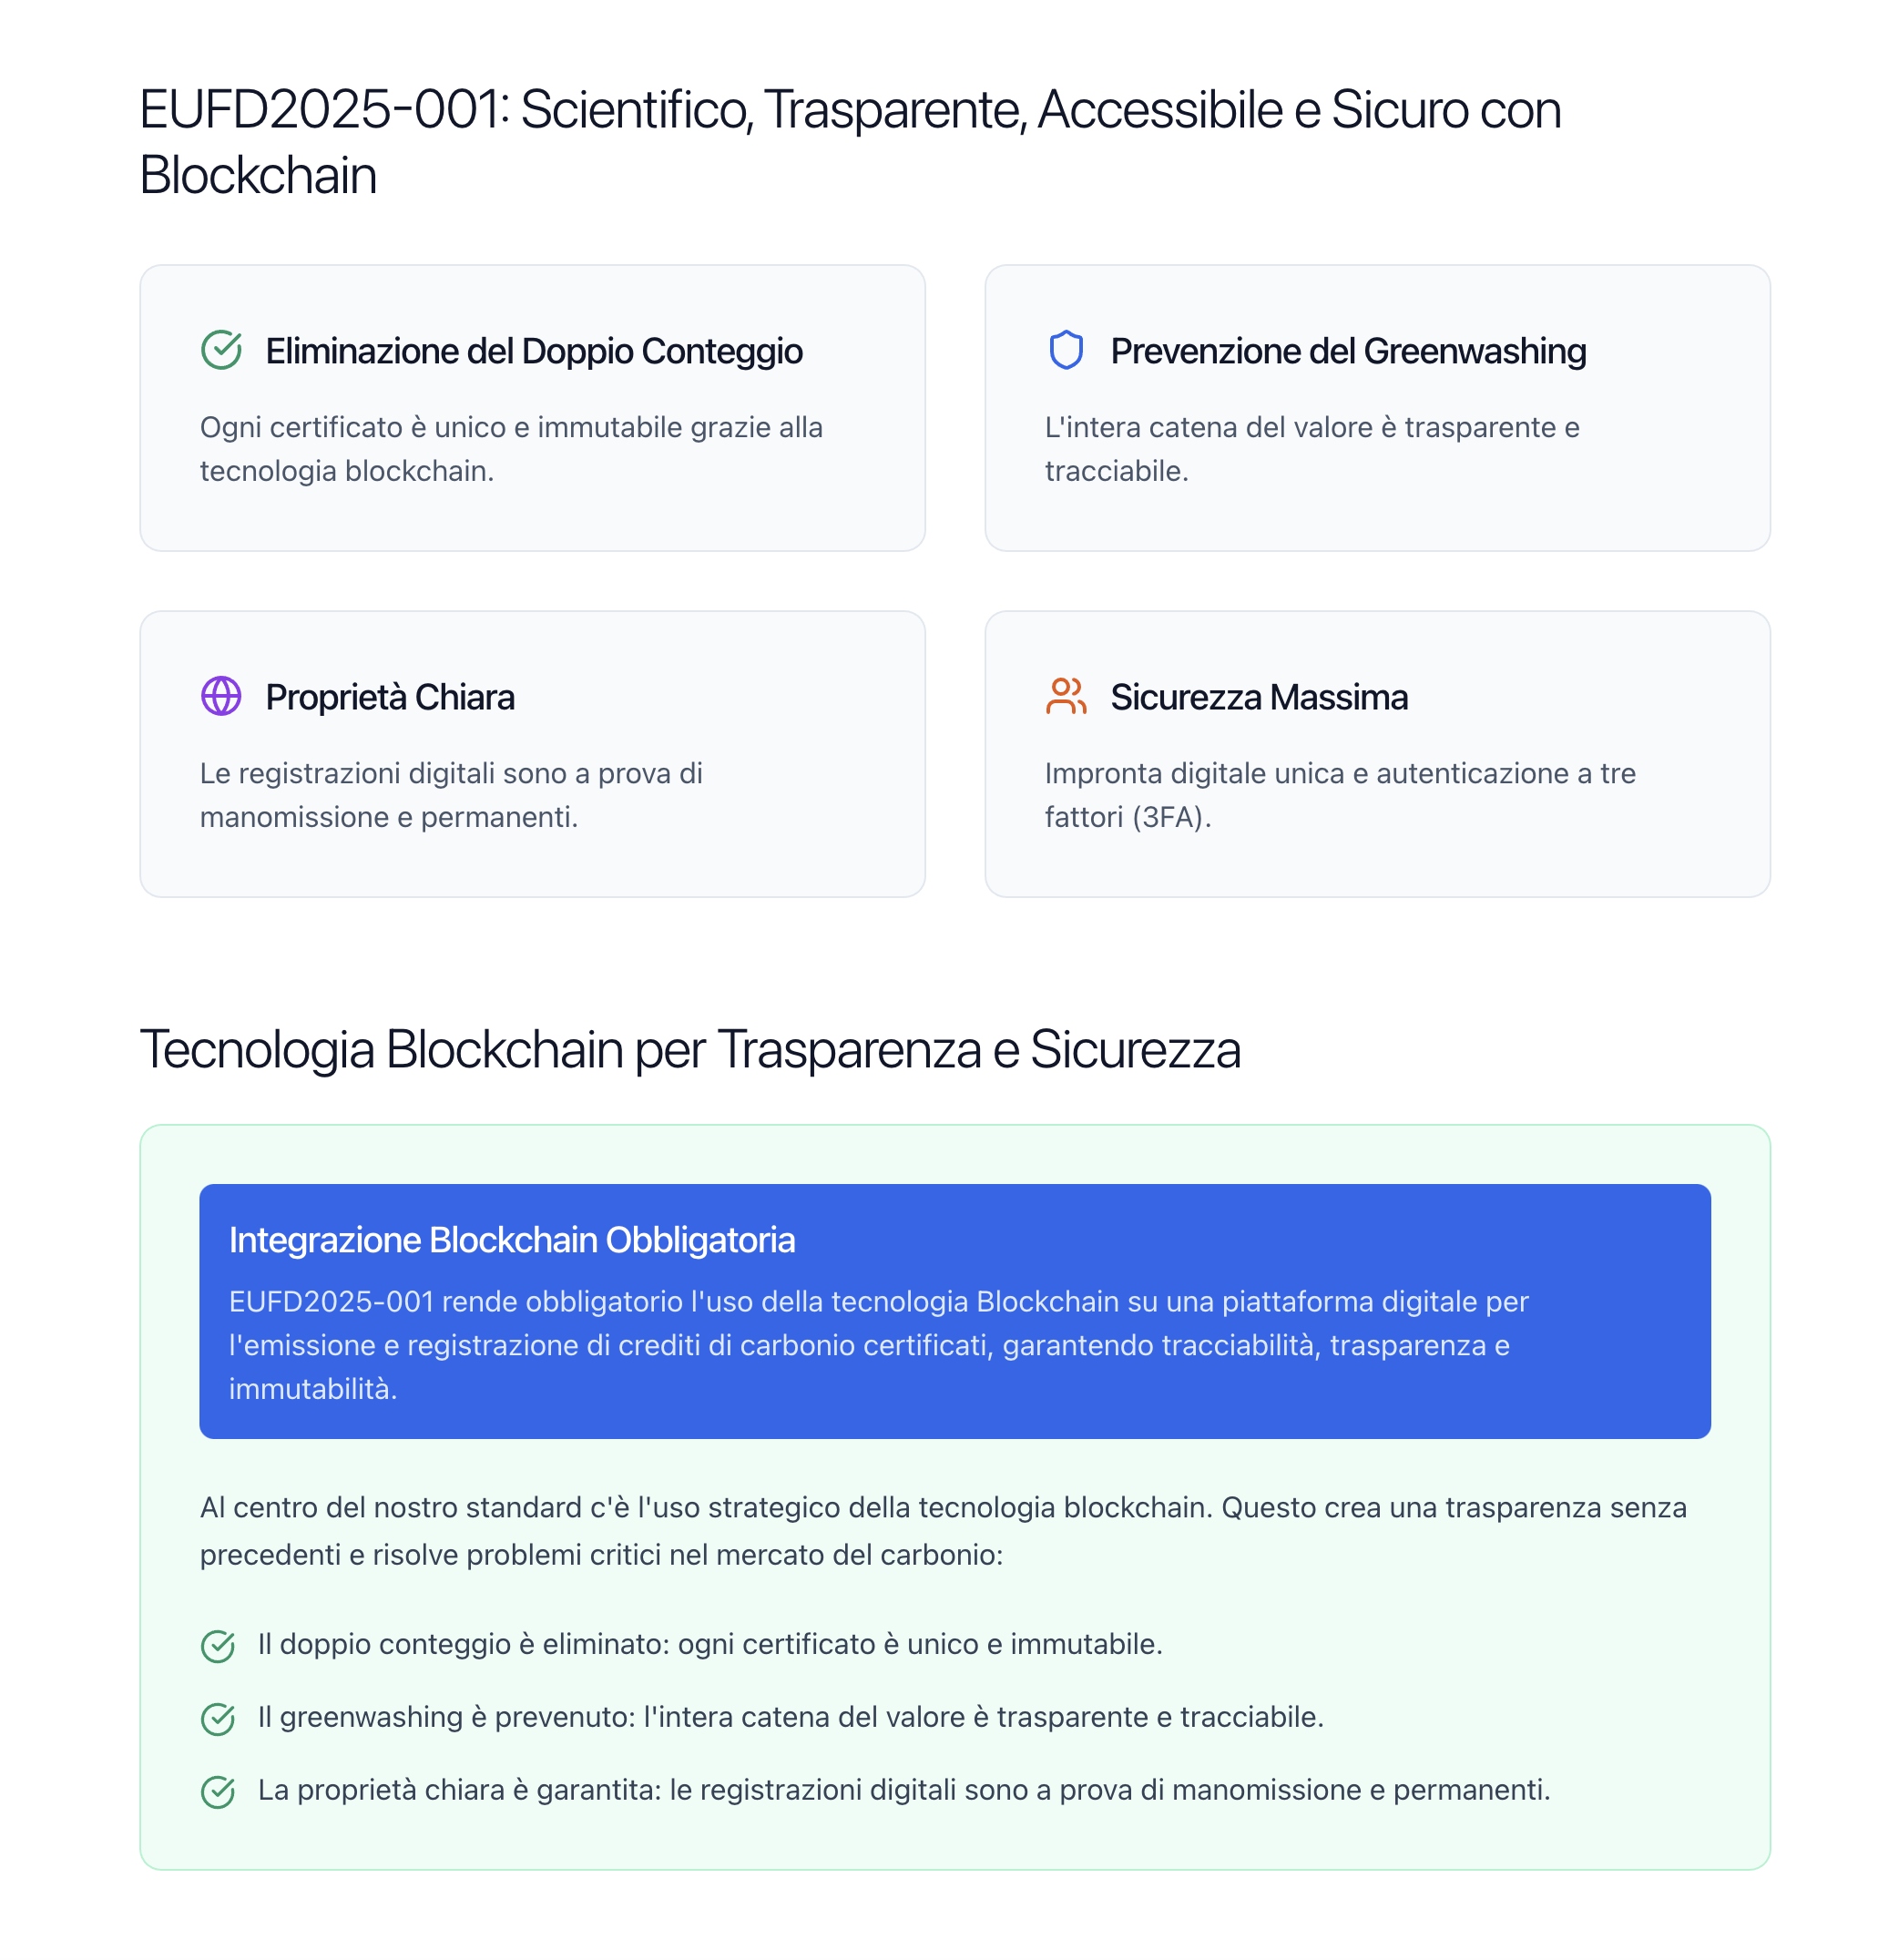 EUFD2025-001: Scientifico, Trasparente, Accessibile e Sicuro con
Blockchain
Eliminazione del Doppio Conteggio
Ogni certificato è unico e immutabile grazie alla
tecnologia blockchain.
Prevenzione del Greenwashing
L'intera catena del valore è trasparente e
tracciabile.
Proprietà Chiara
Le registrazioni digitali sono a prova di
manomissione e permanenti.
Sicurezza Massima
Impronta digitale unica e autenticazione a tre
fattori (3FA).
Tecnologia Blockchain per Trasparenza e Sicurezza
Integrazione Blockchain Obbligatoria
EUFD2025-001 rende obbligatorio l'uso della tecnologia Blockchain su una piattaforma digitale per
l'emissione e registrazione di crediti di carbonio certificati, garantendo tracciabilità, trasparenza e
immutabilità.
Al centro del nostro standard c'è l'uso strategico della tecnologia blockchain. Questo crea una trasparenza senza
precedenti e risolve problemi critici nel mercato del carbonio:
Il doppio conteggio è eliminato: ogni certificato è unico e immutabile.
Il greenwashing è prevenuto: l'intera catena del valore è trasparente e tracciabile.
La proprietà chiara è garantita: le registrazioni digitali sono a prova di manomissione e permanenti.